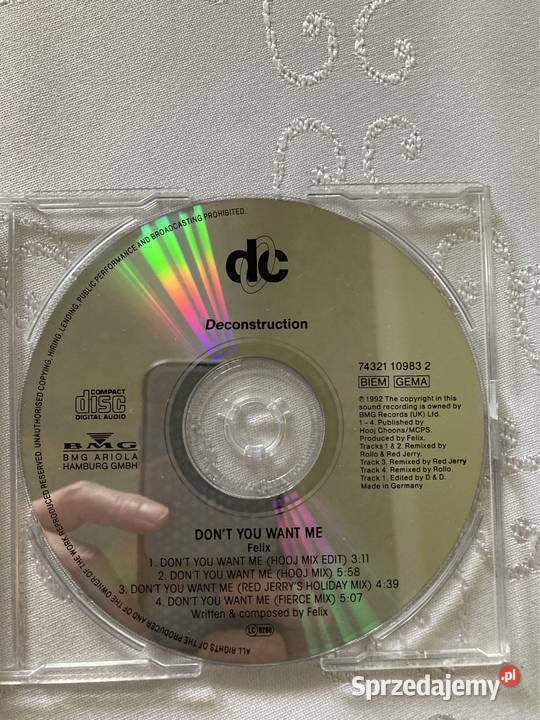 ALL RIGHTS OF THE PRODUCER AND OF THE OWNER OF THE WORK REPRODUCED RESERVED. UNAUTHORISED COPYING, HIRING, LENDING, PUBLIC PERFORMANCE AND BROADCASTING PROHIBITED.
dc
Deconstruction
74321 10983 2
BIEM GEMA
℗ 1992 The copyright in this
sound recording is owned by
BMG Records (UK) Ltd.
1 – 4. Published by
Hooj Choons/MCPS.
Produced by Felix.
Tracks 1 & 2. Remixed by
Rollo & Red Jerry.
Track 3. Remixed by Red Jerry.
Track 4. Remixed by Rollo.
Track 1. Edited by D & D.
Made in Germany
COMPACT
disc
DIGITAL AUDIO
BMG
BMG ARIOLA
HAMBURG GMBH
DON'T YOU WANT ME
Felix
1. DON'T YOU WANT ME (HOOJ MIX EDIT) 3:11
2. DON'T YOU WANT ME (HOOJ MIX) 5:58
3. DON'T YOU WANT ME (RED JERRY'S HOLIDAY MIX) 4:39
4. DON'T YOU WANT ME (FIERCE MIX) 5:07
Written & composed by Felix
LC 9280
Sprzedajemy.pl